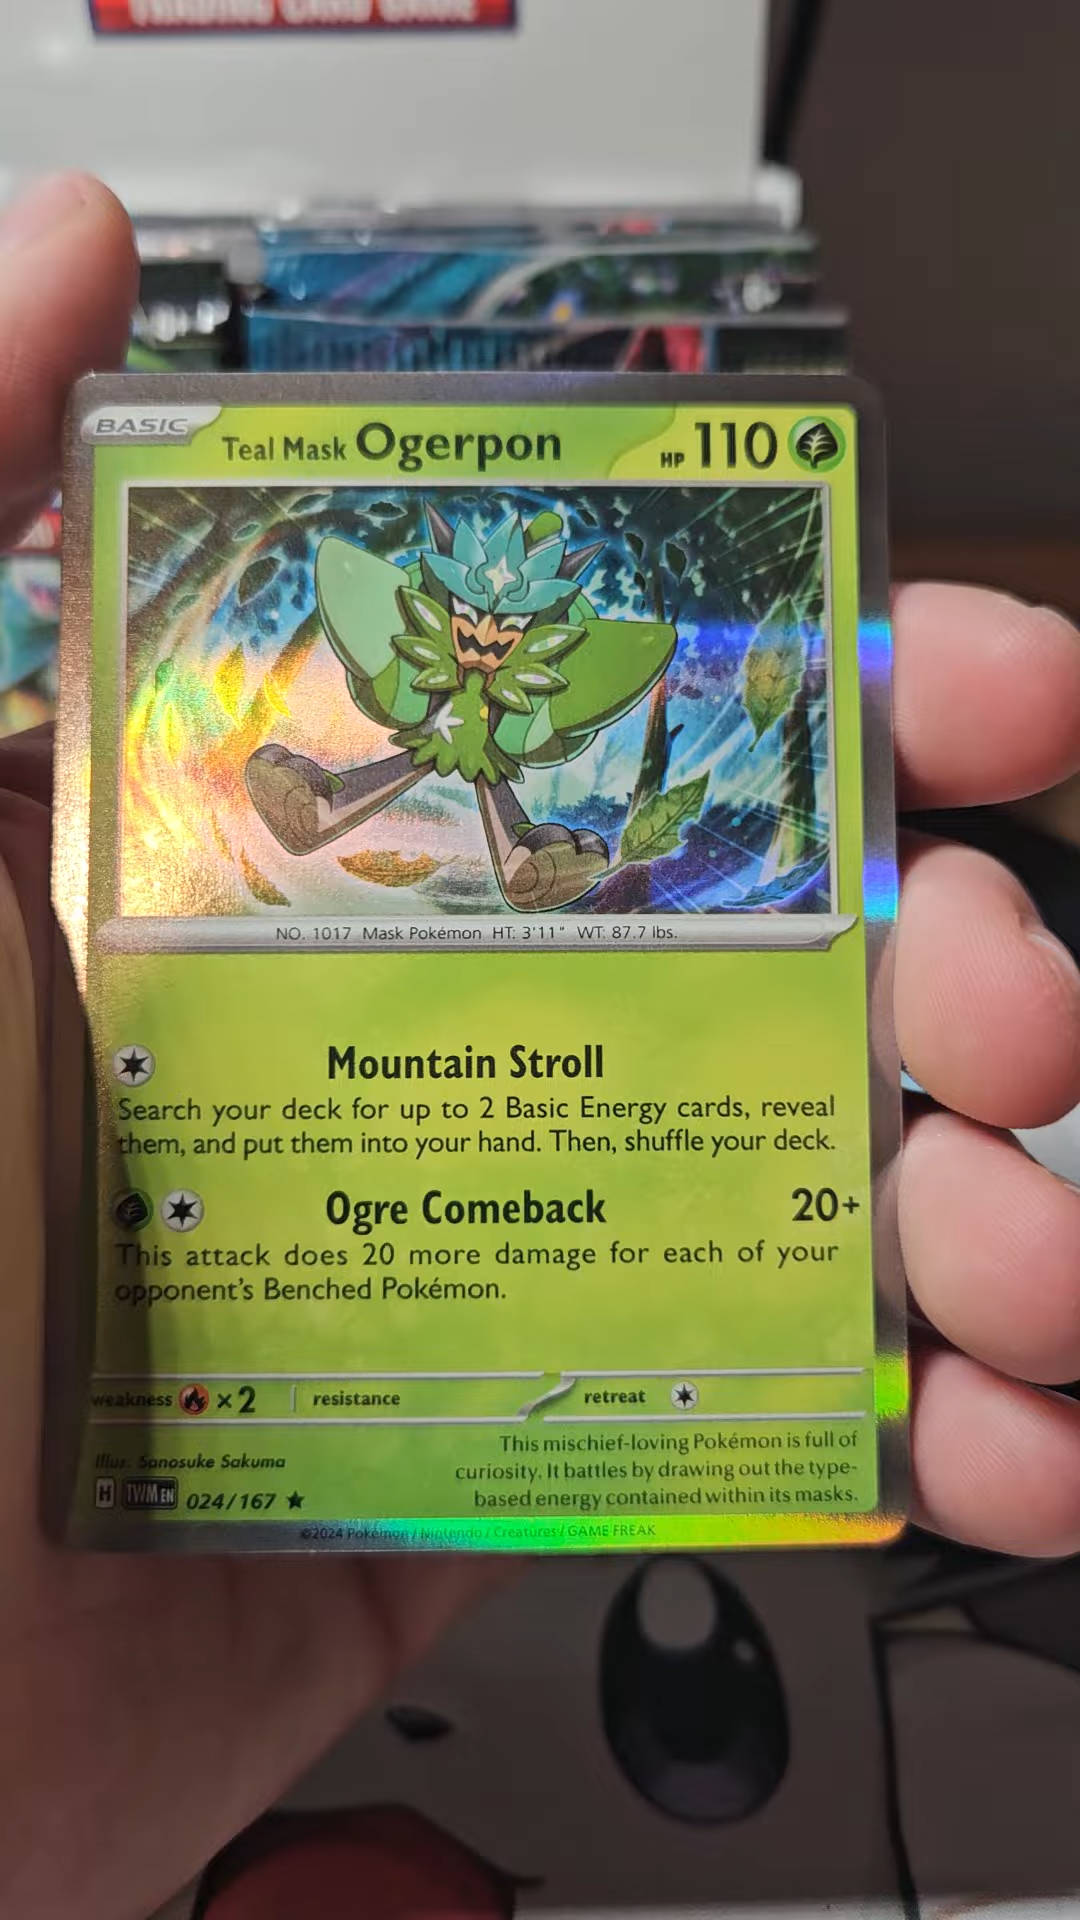 TRADING CARD GAME
BASIC
Teal Mask Ogerpon
HP 110
NO. 1017 Mask Pokémon HT: 3'11" WT: 87.7 lbs.
Mountain Stroll
Search your deck for up to 2 Basic Energy cards, reveal
them, and put them into your hand. Then, shuffle your deck.
Ogre Comeback 20+
This attack does 20 more damage for each of your
opponent's Benched Pokémon.
weakness ×2 resistance retreat
Illus. Sanosuke Sakuma
H TWM EN 024/167 ★
This mischief-loving Pokémon is full of
curiosity. It battles by drawing out the type-
based energy contained within its masks.
©2024 Pokémon / Nintendo / Creatures / GAME FREAK